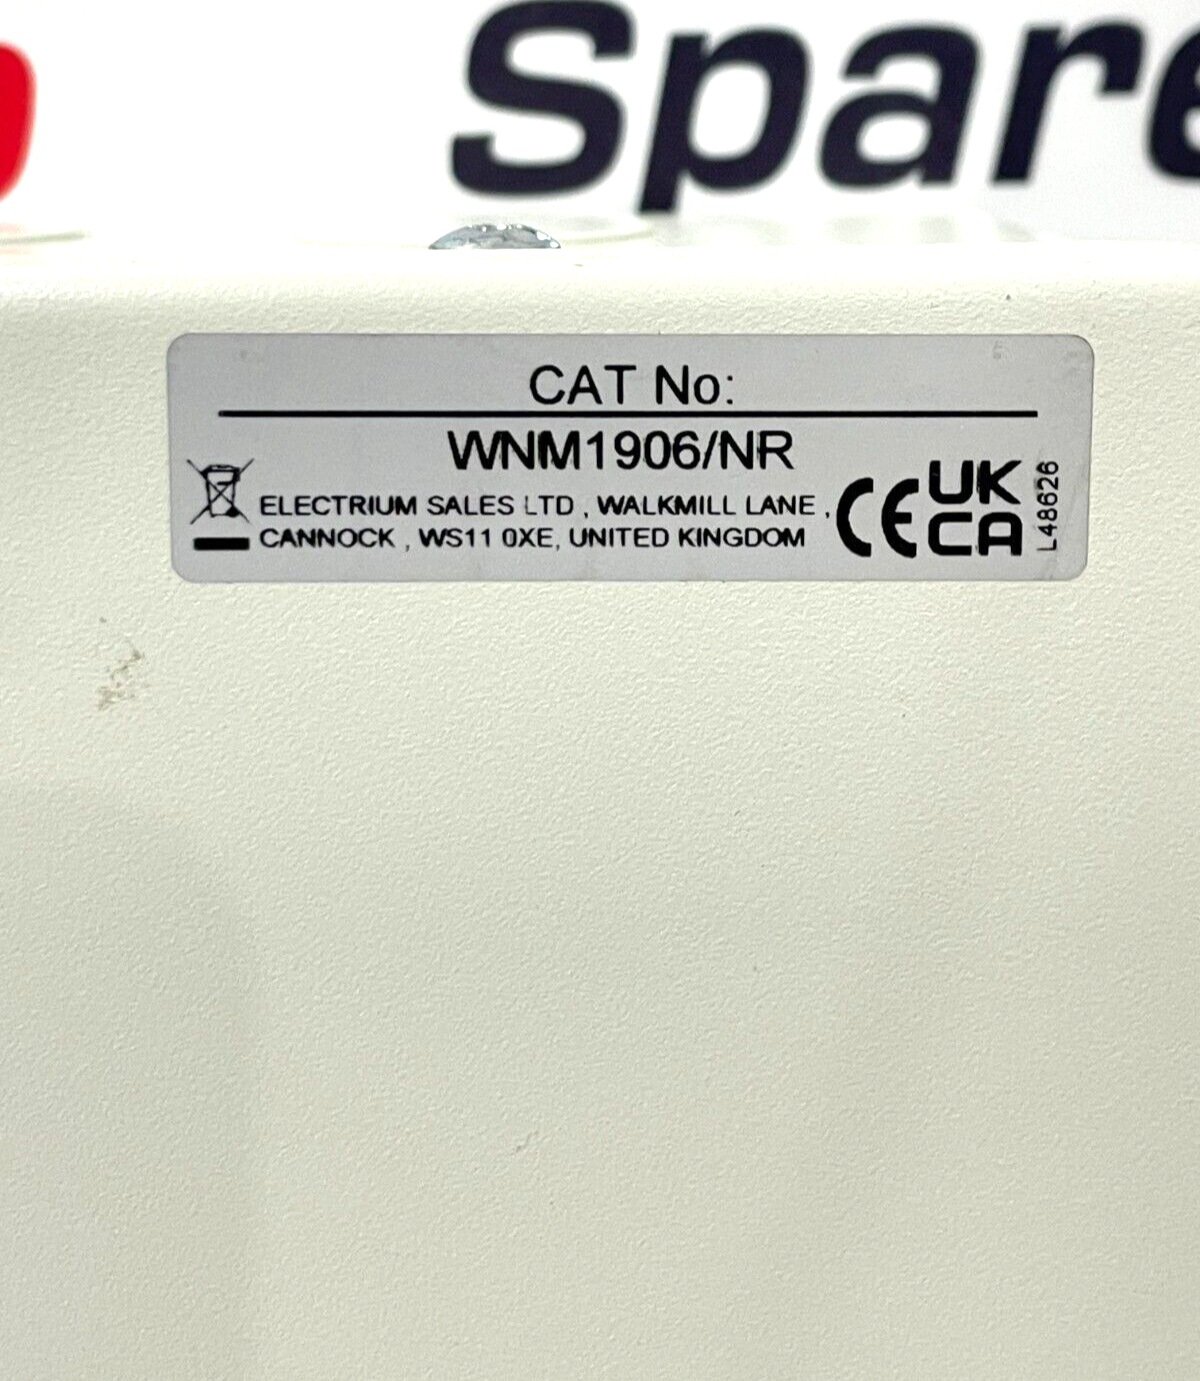 Spare
CAT No:
WNM1906/NR
ELECTRIUM SALES LTD , WALKMILL LANE ,
CANNOCK , WS11 0XE, UNITED KINGDOM
CE
UK
CA
L48626